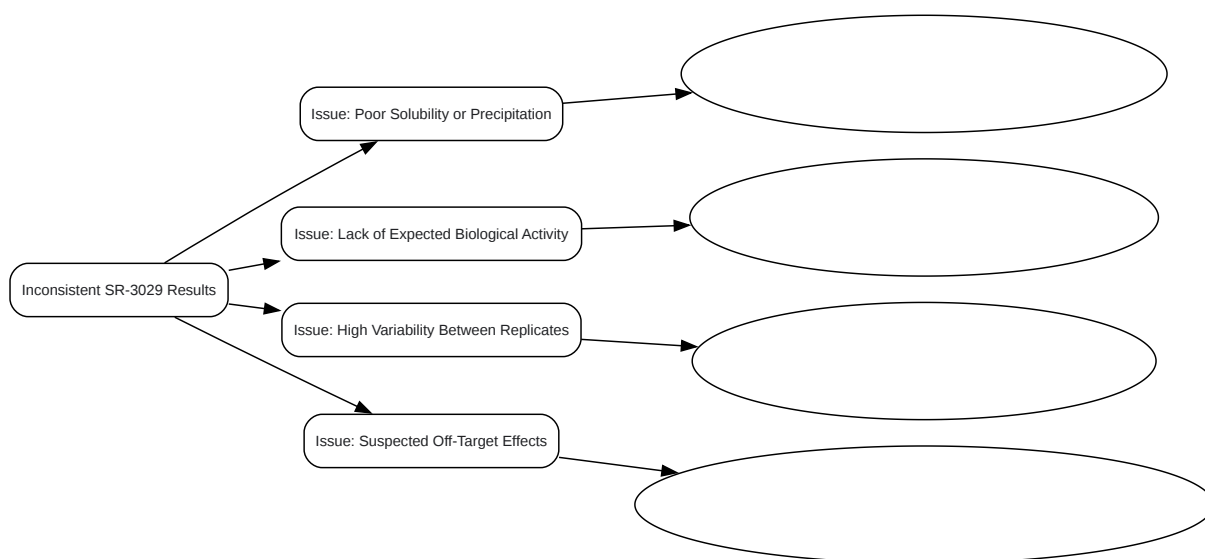 Issue: Poor Solubility or Precipitation
Issue: Lack of Expected Biological Activity
Inconsistent SR-3029 Results
Issue: High Variability Between Replicates
Issue: Suspected Off-Target Effects